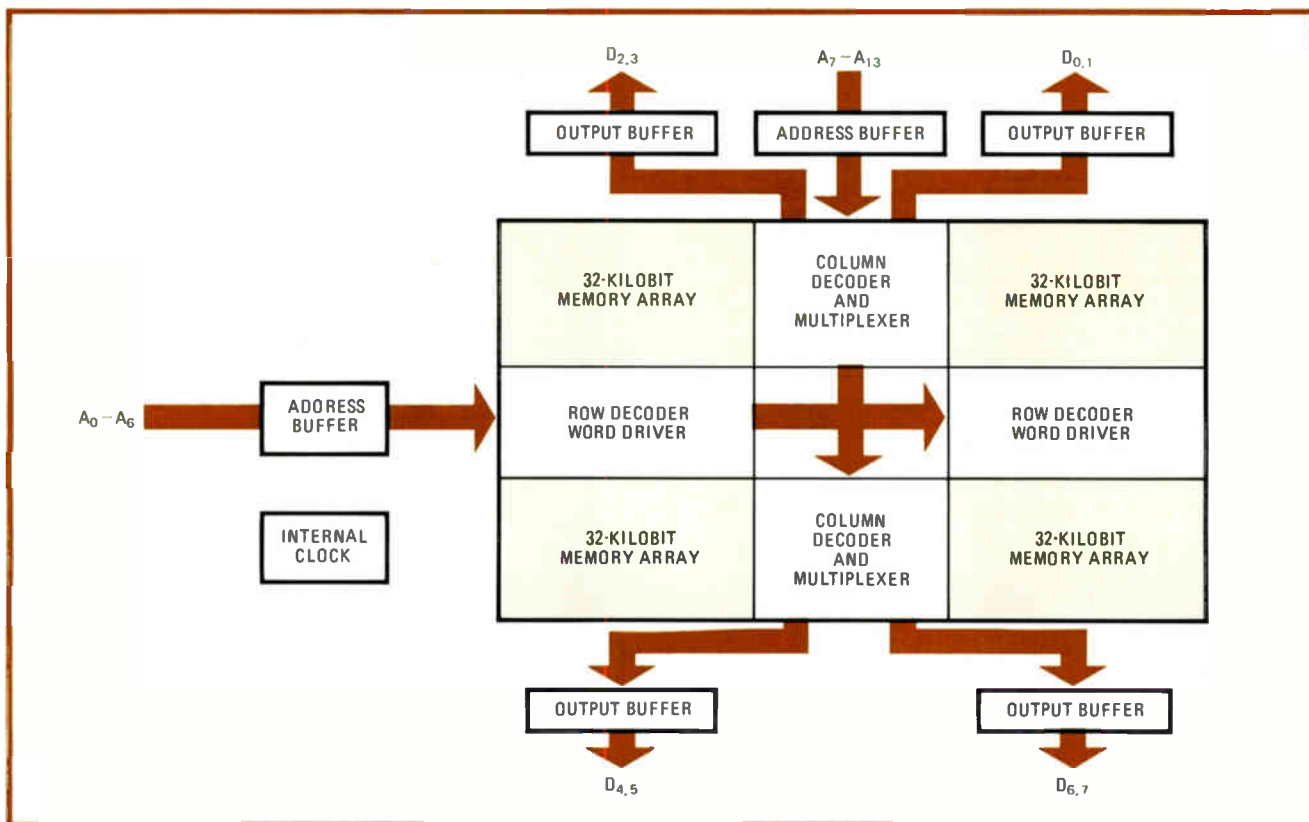 D2,3
A7–A13
D0,1
OUTPUT BUFFER
ADDRESS BUFFER
OUTPUT BUFFER
32-KILOBIT
MEMORY ARRAY
COLUMN
DECODER
AND
MULTIPLEXER
32-KILOBIT
MEMORY ARRAY
A0–A6
ADDRESS
BUFFER
ROW DECODER
WORD DRIVER
ROW DECODER
WORD DRIVER
INTERNAL
CLOCK
32-KILOBIT
MEMORY ARRAY
COLUMN
DECODER
AND
MULTIPLEXER
32-KILOBIT
MEMORY ARRAY
OUTPUT BUFFER
OUTPUT BUFFER
D4,5
D6,7